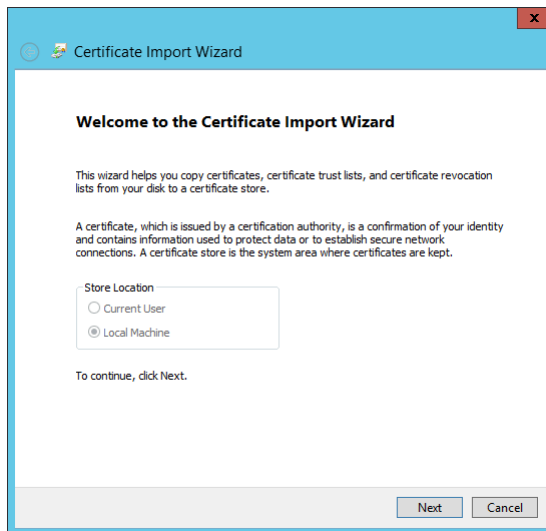 x
Certificate Import Wizard
Welcome to the Certificate Import Wizard
This wizard helps you copy certificates, certificate trust lists, and certificate revocation
lists from your disk to a certificate store.
A certificate, which is issued by a certification authority, is a confirmation of your identity
and contains information used to protect data or to establish secure network
connections. A certificate store is the system area where certificates are kept.
Store Location
Current User
Local Machine
To continue, click Next.
Next Cancel